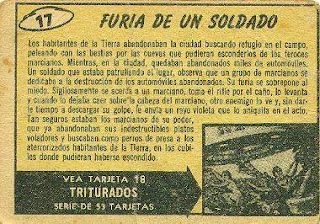 17
FURIA DE UN SOLDADO
Los habitantes de la Tierra abandonaban la ciudad buscando refugio en el campo,
peleando con las bestias por las cuevas que pudieran esconderlos de los feroces
marcianos. Mientras, en la ciudad, quedaban abandonados miles de automóviles.
Un soldado que estaba patrullando el lugar, observa que un grupo de marcianos se
dedicaba a la destrucción de los automóviles abandonados. Su furia se sobrepone al
miedo. Sigilosamente se acerca a un marciano, toma el rifle por el caño, lo levanta
y cuando lo dejaba caer sobre la cabeza del marciano, otro enemigo lo ve y, sin dar-
le tiempo a descargar su golpe, le envía un rayo violeta que lo aniquila en el acto.
Tan seguros estaban los marcianos de su poder,
que ya abandonaban sus indestructibles platos
voladores y buscaban como perros de presa a los
aterrorizados habitantes de la Tierra, en los cubi-
les donde pudieran haberse escondido.
VEA TARJETA 18
TRITURADOS
SERIE DE 55 TARJETAS